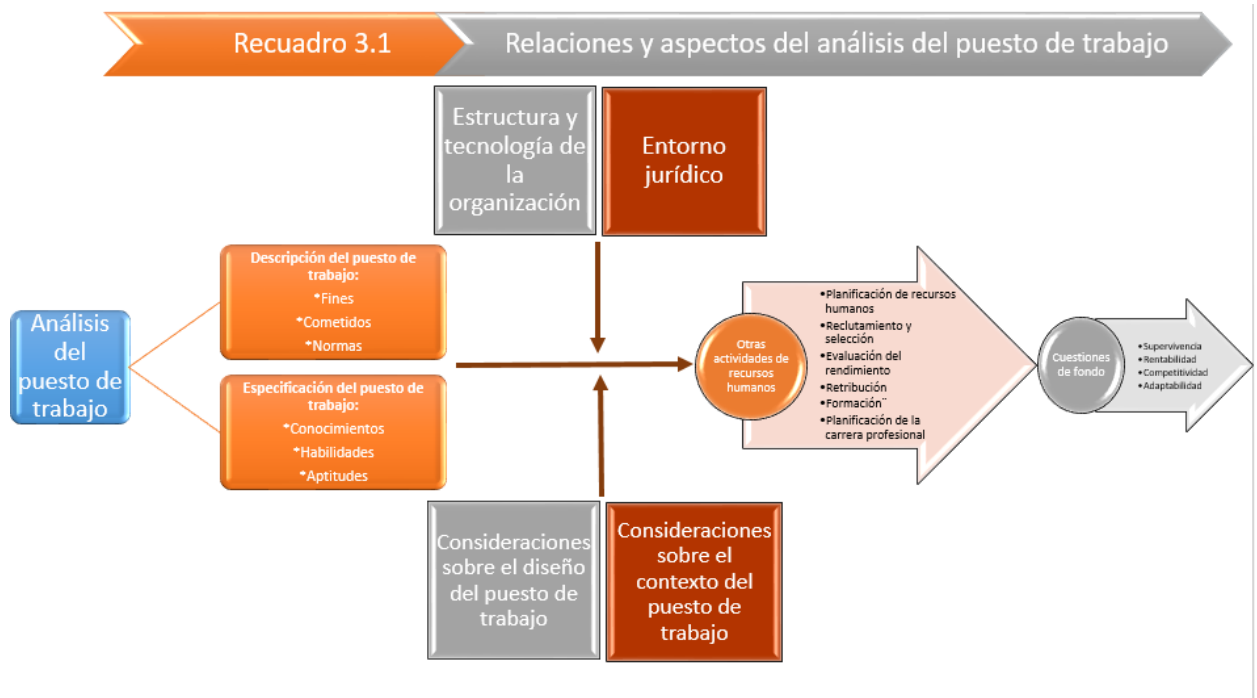 Recuadro 3.1
Relaciones y aspectos del análisis del puesto de trabajo
Estructura y
tecnología de
la
organización
Entorno
jurídico
Análisis
del
puesto de
trabajo
Descripción del puesto de
trabajo:
*Fines
*Cometidos
*Normas
Especificación del puesto de
trabajo:
*Conocimientos
*Habilidades
*Aptitudes
Otras
actividades de
recursos
humanos
•Planificación de recursos
humanos
•Reclutamiento y
selección
•Evaluación del
rendimiento
•Retribución
•Formación¨
•Planificación de la
carrera profesional
Cuestiones
de fondo
•Supervivencia
•Rentabilidad
•Competitividad
•Adaptabilidad
Consideraciones
sobre el diseño
del puesto de
trabajo
Consideraciones
sobre el
contexto del
puesto de
trabajo